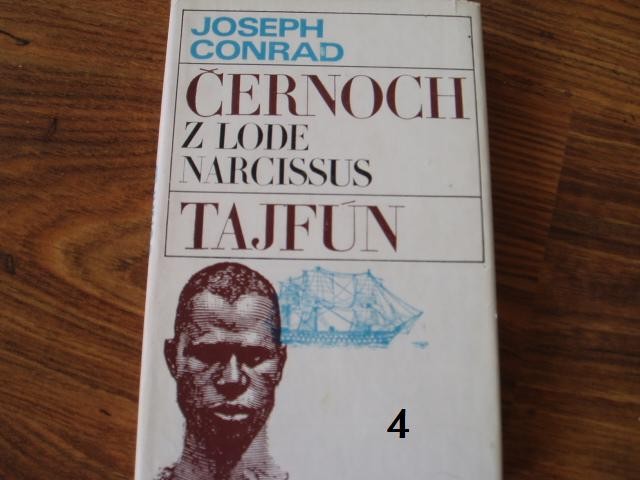 JOSEPH
CONRAD
ČERNOCH
Z LODE
NARCISSUS
TAJFÚN
4